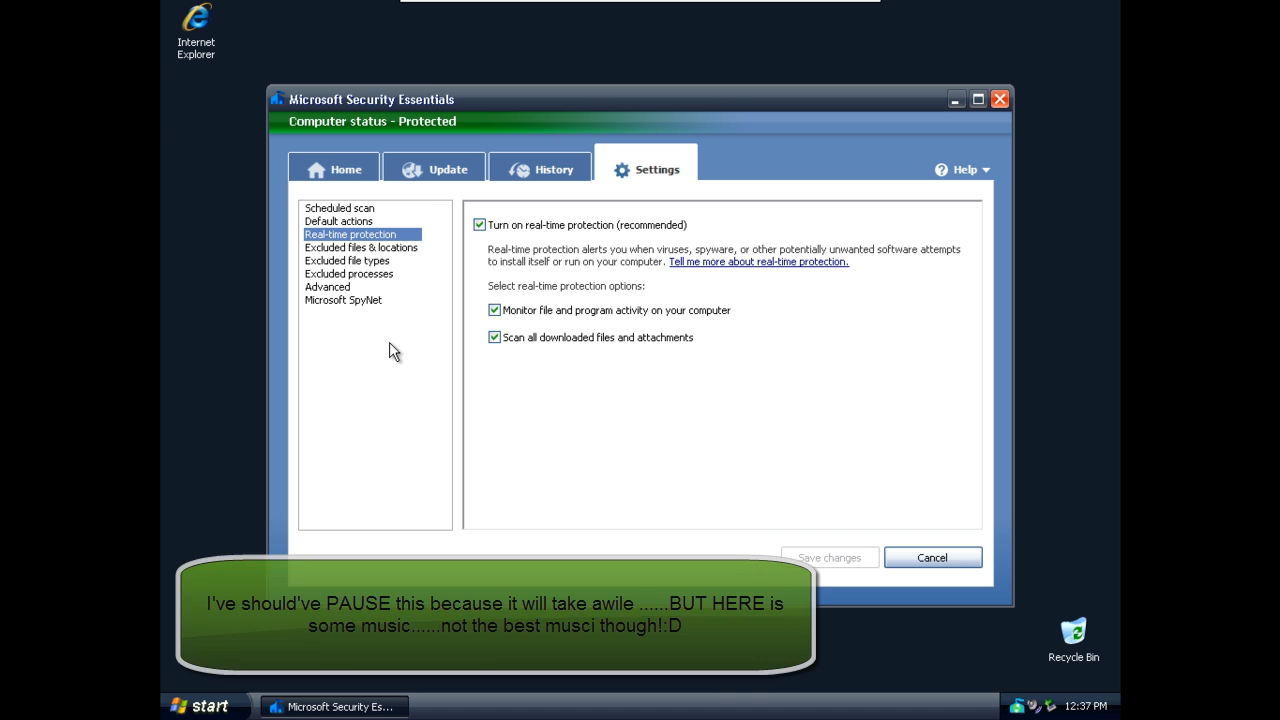 Internet
Explorer
Microsoft Security Essentials
Computer status - Protected
Home
Update
History
Settings
Help
Scheduled scan
Default actions
Real-time protection
Excluded files & locations
Excluded file types
Excluded processes
Advanced
Microsoft SpyNet
Turn on real-time protection (recommended)
Real-time protection alerts you when viruses, spyware, or other potentially unwanted software attempts
to install itself or run on your computer. Tell me more about real-time protection.
Select real-time protection options:
Monitor file and program activity on your computer
Scan all downloaded files and attachments
Save changes
Cancel
I've should've PAUSE this because it will take awile ......BUT HERE is
some music......not the best musci though!:D
Recycle Bin
start
Microsoft Security Es...
12:37 PM